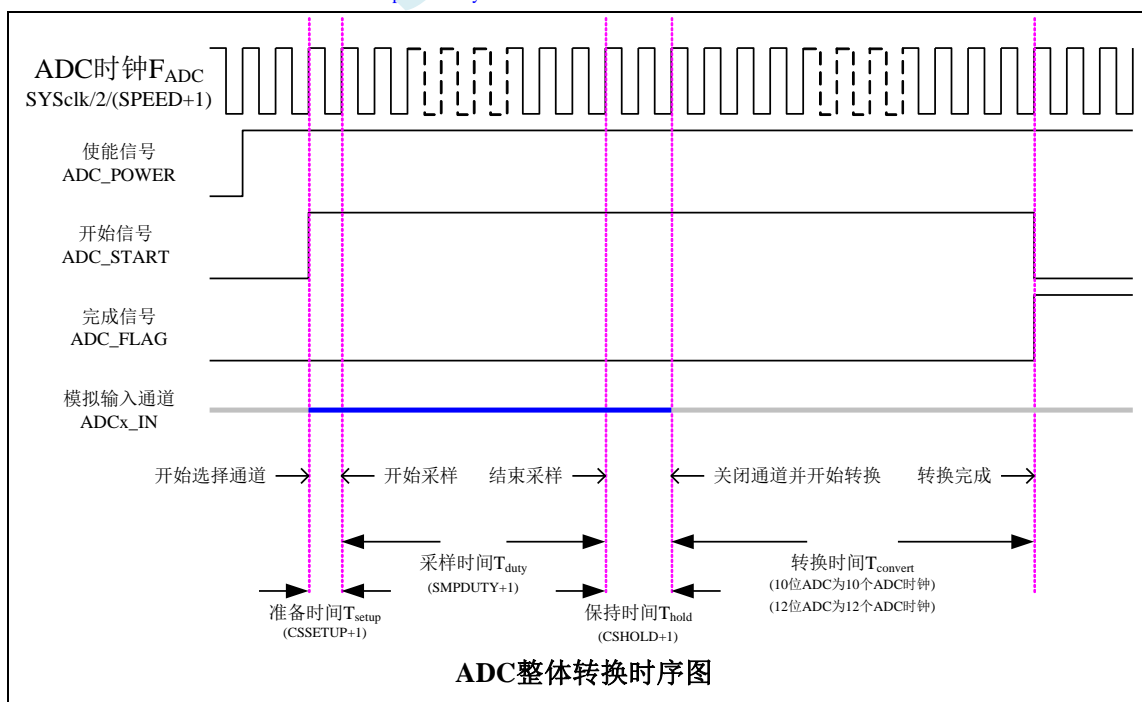 ADC时钟FADC
SYSclk/2/(SPEED+1)
使能信号
ADC_POWER
开始信号
ADC_START
完成信号
ADC_FLAG
模拟输入通道
ADCx_IN
开始选择通道 开始采样 结束采样 关闭通道并开始转换 转换完成
采样时间Tduty
(SMPDUTY+1)
转换时间Tconvert
(10位ADC为10个ADC时钟)
(12位ADC为12个ADC时钟)
准备时间Tsetup
(CSSETUP+1)
保持时间Thold
(CSHOLD+1)
ADC整体转换时序图